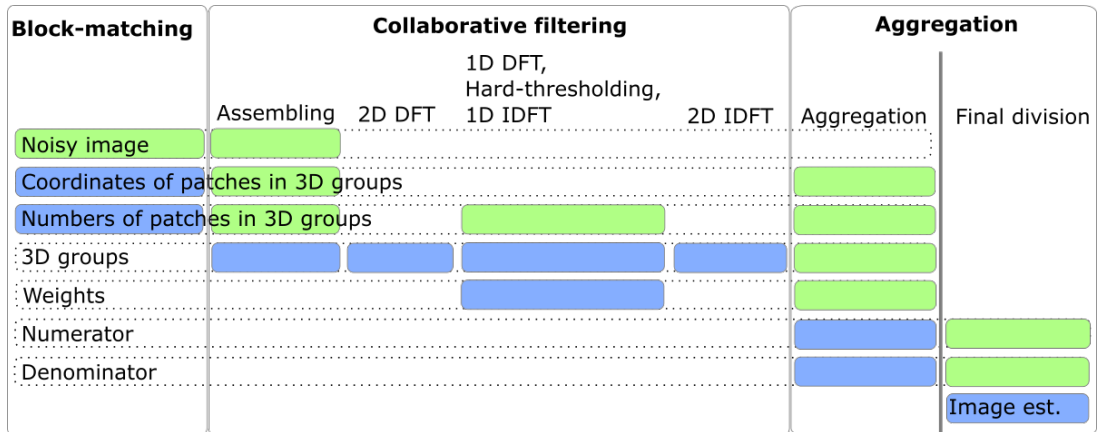 Block-matching
Collaborative filtering
Aggregation
1D DFT,
Hard-thresholding,
Assembling 2D DFT 1D IDFT 2D IDFT Aggregation Final division
Noisy image
Coordinates of patches in 3D groups
Numbers of patches in 3D groups
3D groups
Weights
Numerator
Denominator
Image est.